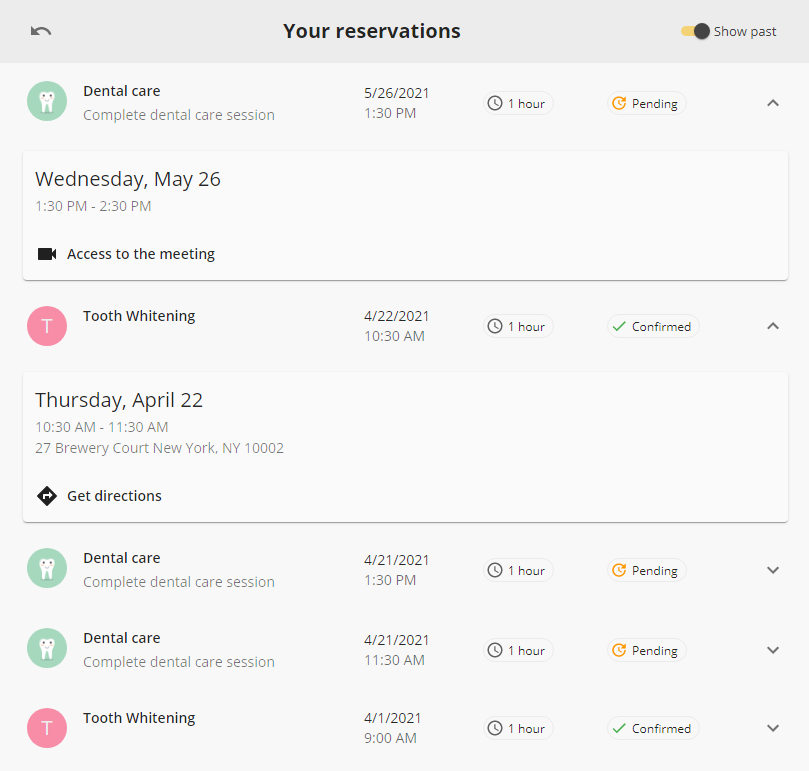 Your reservations
Show past
Dental care
Complete dental care session
5/26/2021
1:30 PM
1 hour
Pending
Wednesday, May 26
1:30 PM - 2:30 PM
Access to the meeting
T
Tooth Whitening
4/22/2021
10:30 AM
1 hour
Confirmed
Thursday, April 22
10:30 AM - 11:30 AM
27 Brewery Court New York, NY 10002
Get directions
Dental care
Complete dental care session
4/21/2021
1:30 PM
1 hour
Pending
Dental care
Complete dental care session
4/21/2021
11:30 AM
1 hour
Pending
T
Tooth Whitening
4/1/2021
9:00 AM
1 hour
Confirmed